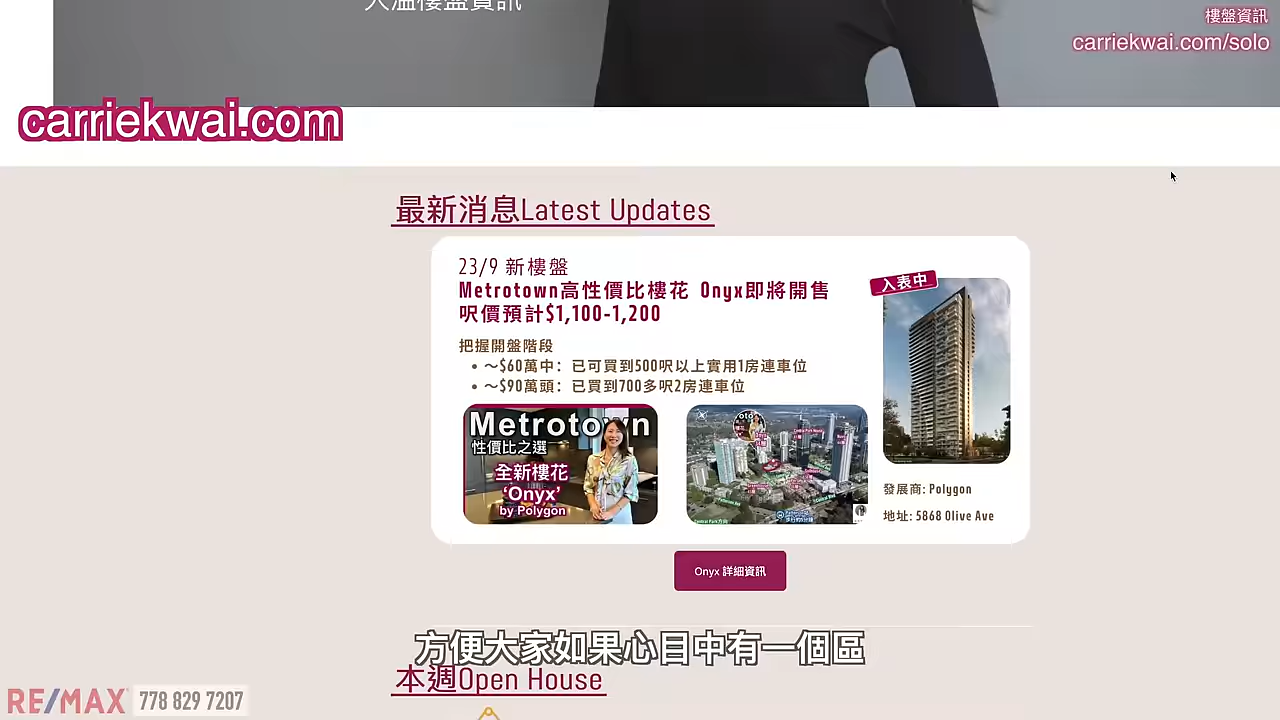 人溫樓盤資訊
樓盤資訊
carriekwai.com/solo
carriekwai.com
最新消息Latest Updates
23/9 新樓盤
Metrotown高性價比樓花 Onyx即將開售
呎價預計$1,100-1,200
入表中
把握開盤階段
• ～$60萬中: 已可買到500呎以上實用1房連車位
• ～$90萬頭: 已買到700多呎2房連車位
Metrotown
性價比之選
全新樓花
‘Onyx’
by Polygon
發展商: Polygon
地址: 5868 Olive Ave
Onyx 詳細資訊
方便大家如果心目中有一個區
本週Open House
RE/MAX
778 829 7207